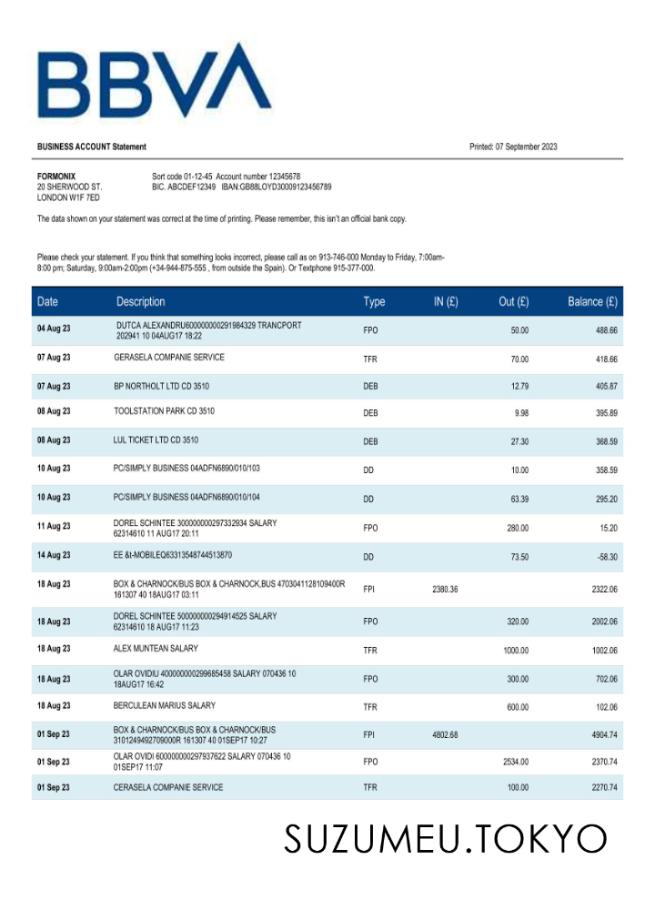 BBVA
BUSINESS ACCOUNT Statement Printed: 07 September 2023
FORMONIX Sort code 01-12-45 Account number 12345678
20 SHERWOOD ST. BIC. ABCDEF12349 IBAN:GB88LOYD30009123456789
LONDON W1F 7ED
The data shown on your statement was correct at the time of printing. Please remember, this isn't an official bank copy.
Please check your statement. If you think that something looks incorrect, please call as on 913-746-000 Monday to Friday, 7:00am-
8:00 pm; Saturday, 9:00am-2:00pm (+34-944-875-555 , from outside the Spain). Or Textphone 915-377-000.
Date Description Type IN (£) Out (£) Balance (£)
04 Aug 23 DUTCA ALEXANDRU600000000291984329 TRANCPORT FPO 50.00 488.66
202941 10 04AUG17 18:22
07 Aug 23 GERASELA COMPANIE SERVICE TFR 70.00 418.66
07 Aug 23 BP NORTHOLT LTD CD 3510 DEB 12.79 405.87
08 Aug 23 TOOLSTATION PARK CD 3510 DEB 9.98 395.89
08 Aug 23 LUL TICKET LTD CD 3510 DEB 27.30 368.59
10 Aug 23 PC/SIMPLY BUSINESS 04ADFN6890/010/103 DD 10.00 358.59
10 Aug 23 PC/SIMPLY BUSINESS 04ADFN6890/010/104 DD 63.39 295.20
11 Aug 23 DOREL SCHINTEE 300000000297332934 SALARY FPO 280.00 15.20
62314610 11 AUG17 20:11
14 Aug 23 EE &t-MOBILEQ63313548744513870 DD 73.50 -58.30
18 Aug 23 BOX & CHARNOCK/BUS BOX & CHARNOCK,BUS 4703041128109400R FPI 2380.36 2322.06
161307 40 18AUG17 03:11
18 Aug 23 DOREL SCHINTEE 500000000294914525 SALARY FPO 320.00 2002.06
62314610 18 AUG17 11:23
18 Aug 23 ALEX MUNTEAN SALARY TFR 1000.00 1002.06
18 Aug 23 OLAR OVIDIU 400000000299685458 SALARY 070436 10 FPO 300.00 702.06
18AUG17 16:42
18 Aug 23 BERCULEAN MARIUS SALARY TFR 600.00 102.06
01 Sep 23 BOX & CHARNOCK/BUS BOX & CHARNOCK/BUS FPI 4802.68 4904.74
3101249492709000R 161307 40 01SEP17 10:27
01 Sep 23 OLAR OVIDI 600000000297937622 SALARY 070436 10 FPO 2534.00 2370.74
01SEP17 11:07
01 Sep 23 CERASELA COMPANIE SERVICE TFR 100.00 2270.74
SUZUMEU.TOKYO